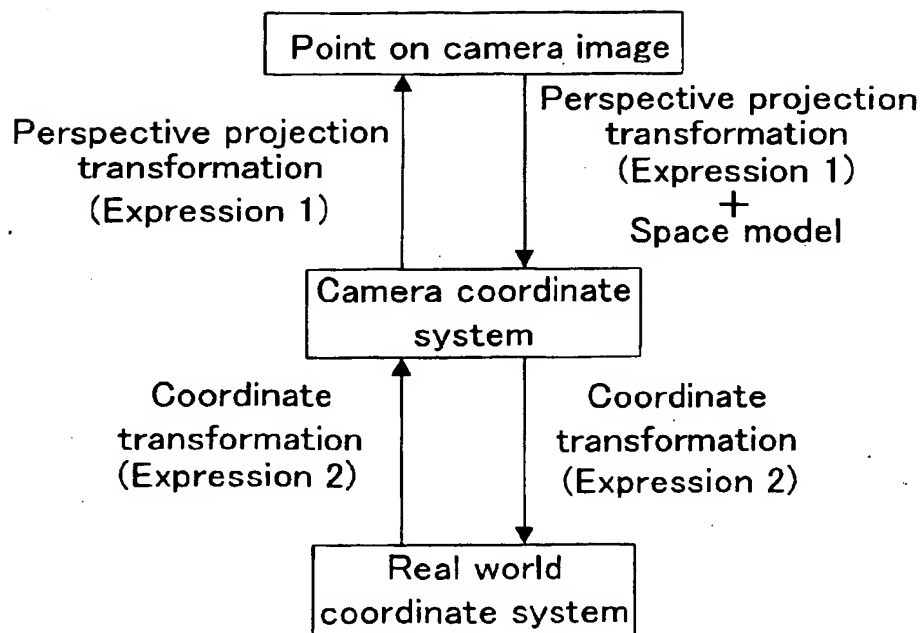 Point on camera image
Perspective projection
transformation
(Expression 1)
Perspective projection
transformation
(Expression 1)
+
Space model
Camera coordinate
system
Coordinate
transformation
(Expression 2)
Coordinate
transformation
(Expression 2)
Real world
coordinate system